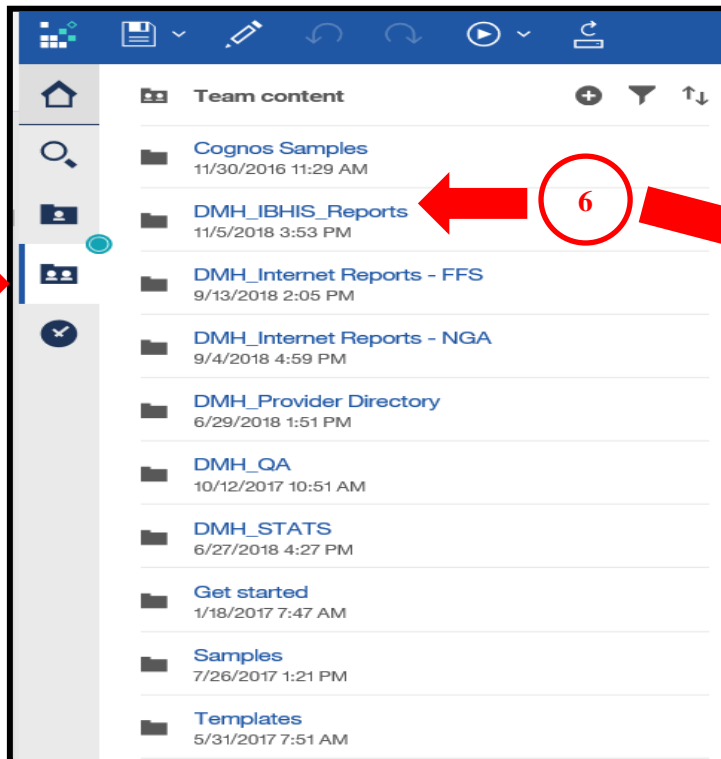 Team content
Cognos Samples
11/30/2016 11:29 AM
DMH_IBHIS_Reports
11/5/2018 3:53 PM
6
DMH_Internet Reports - FFS
9/13/2018 2:05 PM
DMH_Internet Reports - NGA
9/4/2018 4:59 PM
DMH_Provider Directory
6/29/2018 1:51 PM
DMH_QA
10/12/2017 10:51 AM
DMH_STATS
6/27/2018 4:27 PM
Get started
1/18/2017 7:47 AM
Samples
7/26/2017 1:21 PM
Templates
5/31/2017 7:51 AM